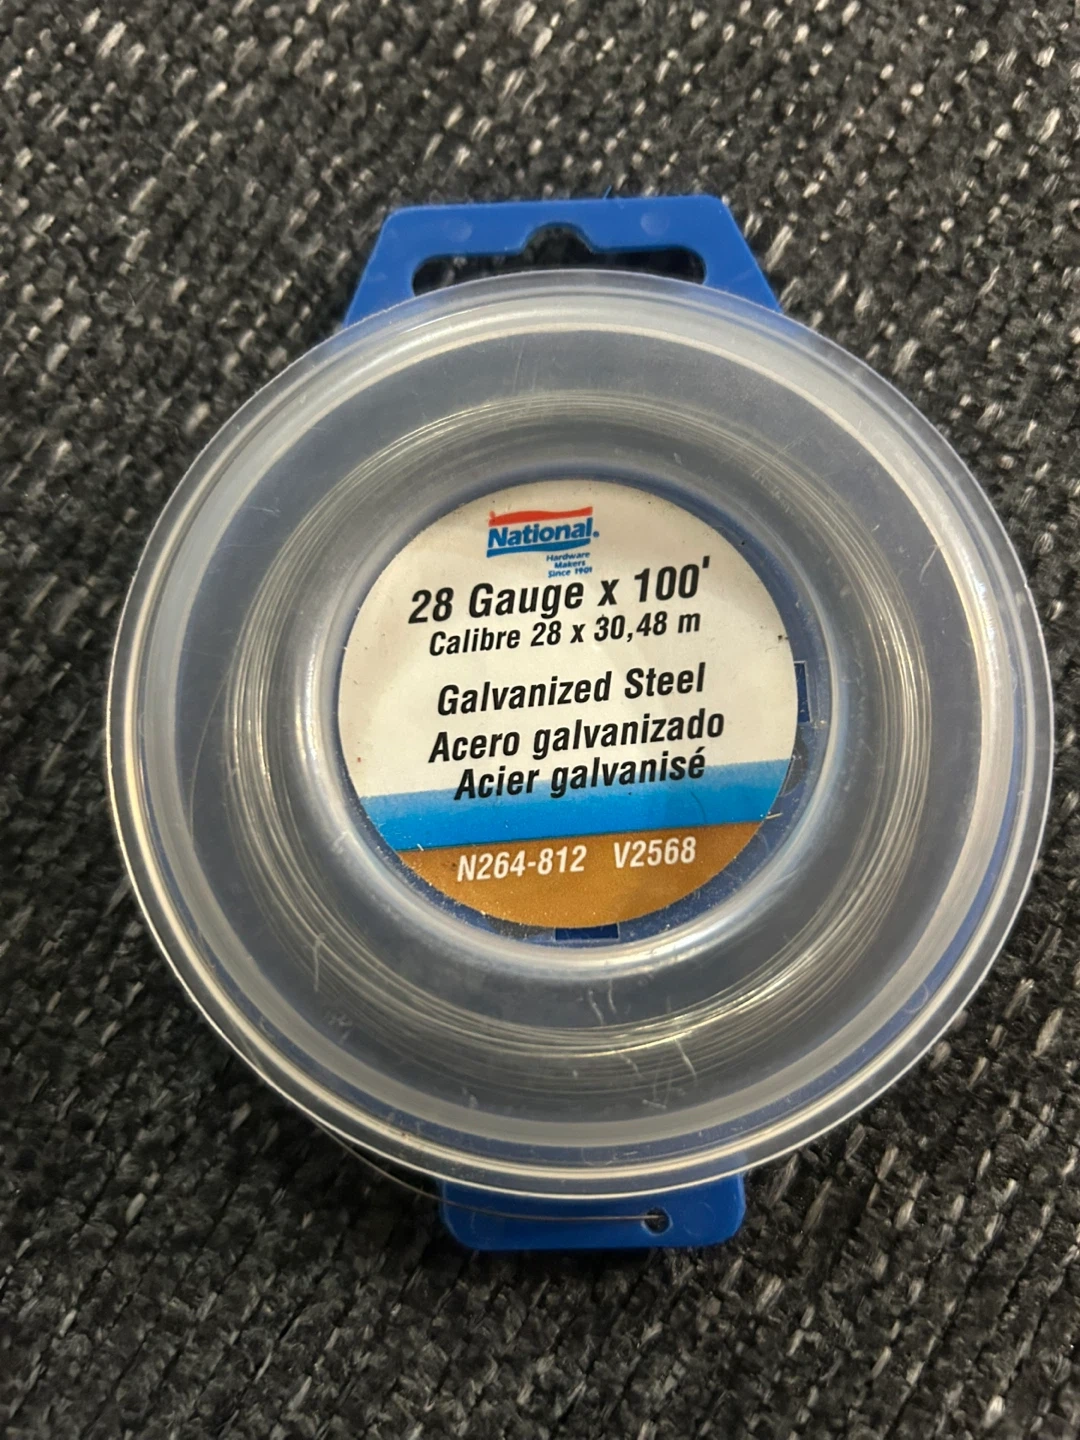 National.
Hardware
Makers
Since 1901
28 Gauge x 100'
Calibre 28 x 30,48 m
Galvanized Steel
Acero galvanizado
Acier galvanisé
N264-812 V2568